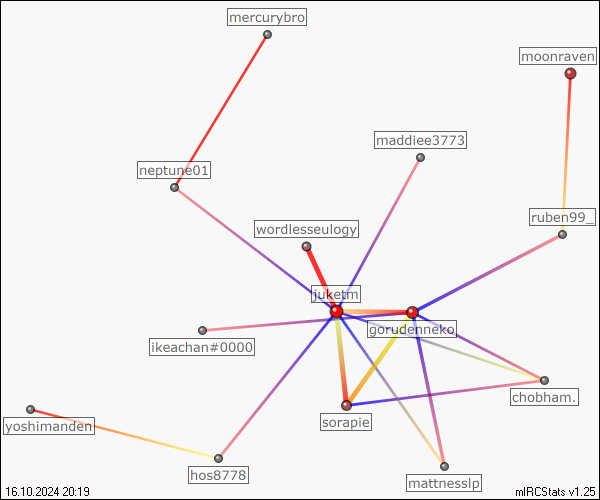 mercurybro
moonraven
maddiee3773
neptune01
ruben99_
wordlesseulogy
juketm
gorudenneko
ikeachan#0000
chobham.
sorapie
yoshimanden
hos8778
mattnesslp
16.10.2024 20:19
mIRCStats v1.25